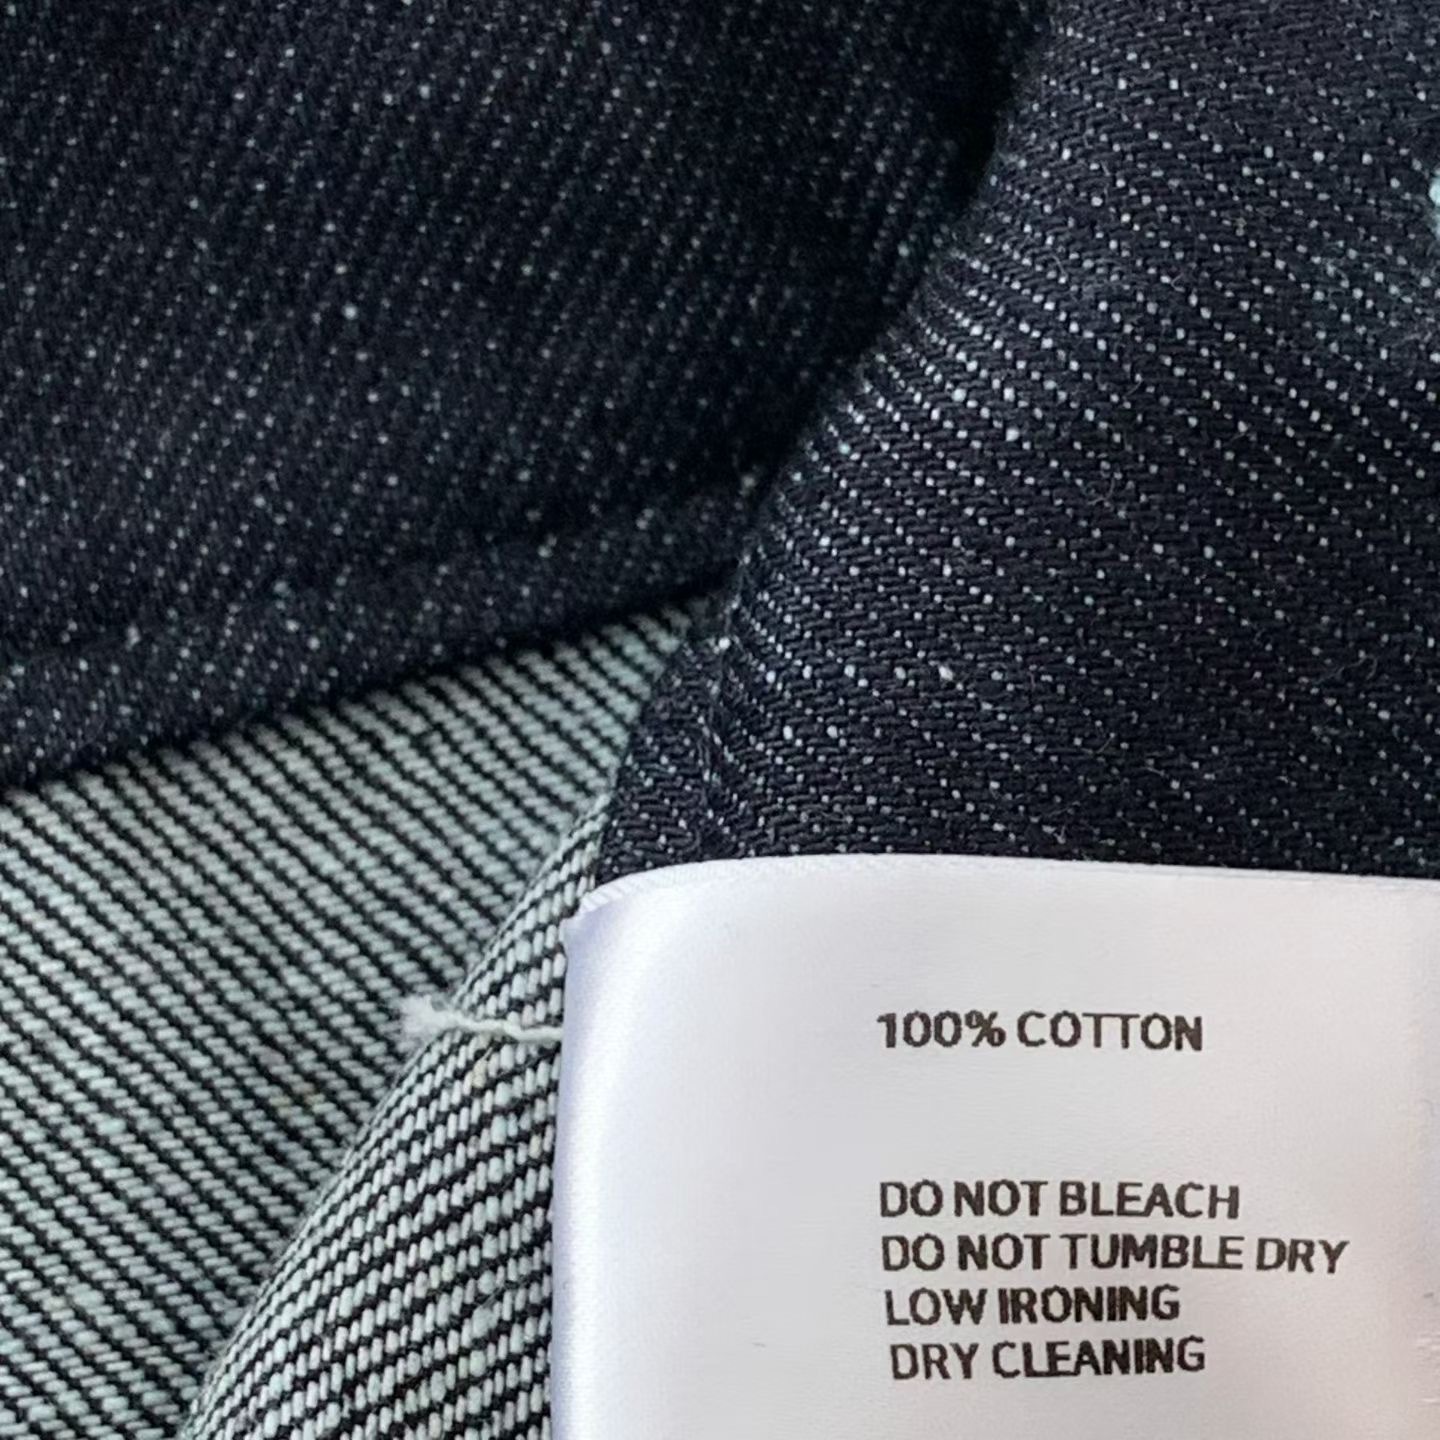 100% COTTON
DO NOT BLEACH
DO NOT TUMBLE DRY
LOW IRONING
DRY CLEANING